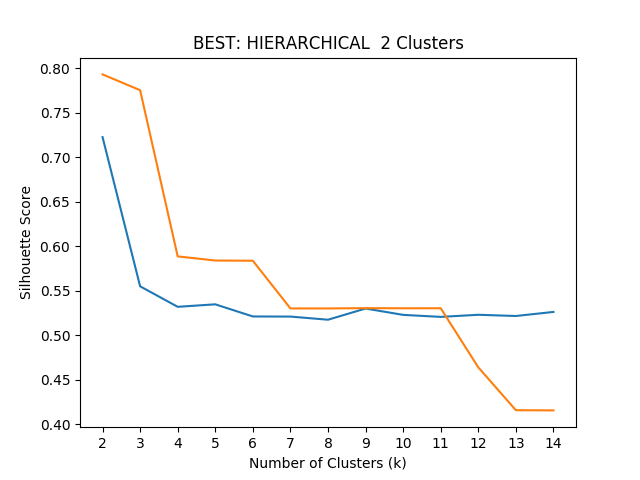 BEST: HIERARCHICAL  2 Clusters
0.80
0.75
0.70
0.65
0.60
0.55
0.50
0.45
0.40
Silhouette Score
2 3 4 5 6 7 8 9 10 11 12 13 14
Number of Clusters (k)